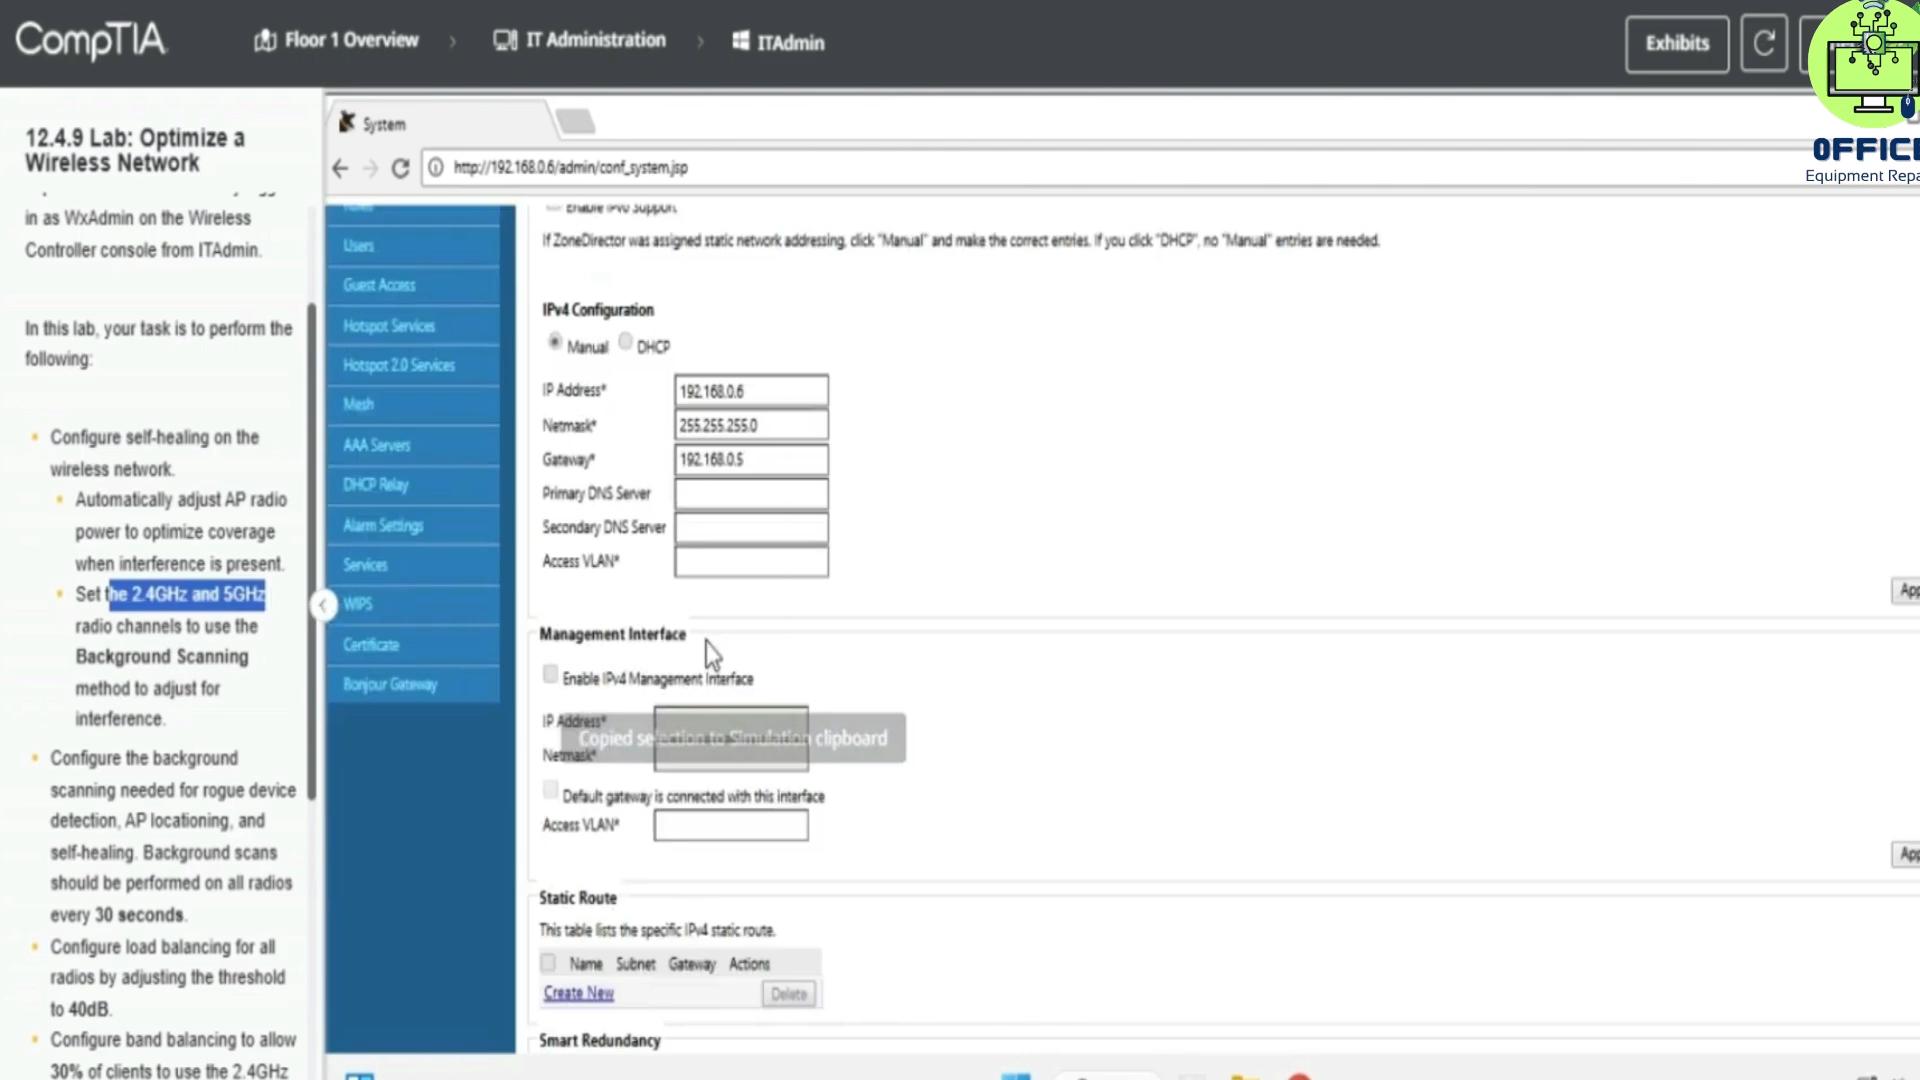 CompTIA
Floor 1 Overview
IT Administration
ITAdmin
Exhibits
OFFICE
Equipment Repa
12.4.9 Lab: Optimize a
Wireless Network
in as WxAdmin on the Wireless
Controller console from ITAdmin.
In this lab, your task is to perform the
following:
Configure self-healing on the
wireless network.
Automatically adjust AP radio
power to optimize coverage
when interference is present.
Set the 2.4GHz and 5GHz
radio channels to use the
Background Scanning
method to adjust for
interference.
Configure the background
scanning needed for rogue device
detection, AP locationing, and
self-healing. Background scans
should be performed on all radios
every 30 seconds.
Configure load balancing for all
radios by adjusting the threshold
to 40dB.
Configure band balancing to allow
30% of clients to use the 2.4GHz
System
http://192.168.0.6/admin/conf_system.jsp
Users
Guest Access
Hotspot Services
Hotspot 2.0 Services
Mesh
AAA Servers
DHCP Relay
Alarm Settings
Services
WIPS
Certificate
Bonjour Gateway
Enable IPv6 Support
If ZoneDirector was assigned static network addressing, click "Manual" and make the correct entries. If you click "DHCP", no "Manual" entries are needed.
IPv4 Configuration
Manual DHCP
IP Address* 192.168.0.6
Netmask* 255.255.255.0
Gateway* 192.168.0.5
Primary DNS Server
Secondary DNS Server
Access VLAN*
App
Management Interface
Enable IPv4 Management Interface
IP Address*
Copied selection to Simulation clipboard
Netmask*
Default gateway is connected with this interface
Access VLAN*
App
Static Route
This table lists the specific IPv4 static route.
Name Subnet Gateway Actions
Create New Delete
Smart Redundancy